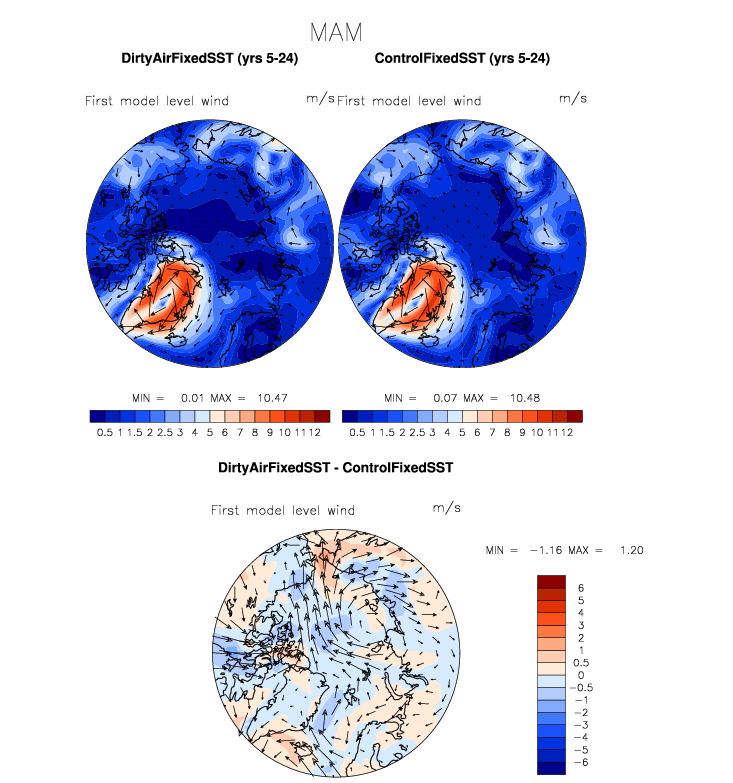 MAM
DirtyAirFixedSST (yrs 5-24)
ControlFixedSST (yrs 5-24)
First model level wind m/s
First model level wind m/s
MIN = 0.01 MAX = 10.47
0.5 1 1.5 2 2.5 3 4 5 6 7 8 9 10 11 12
MIN = 0.07 MAX = 10.48
0.5 1 1.5 2 2.5 3 4 5 6 7 8 9 10 11 12
DirtyAirFixedSST - ControlFixedSST
First model level wind m/s
MIN = -1.16 MAX = 1.20
6
5
4
3
2
1
0.5
0
-0.5
-1
-2
-3
-4
-5
-6